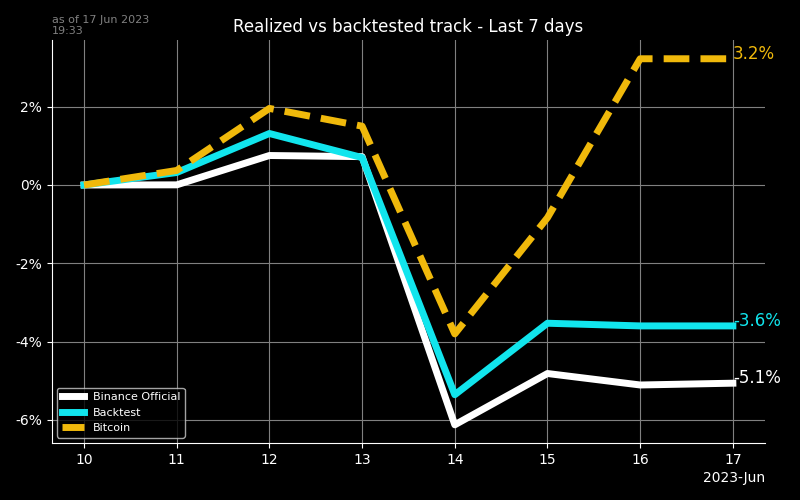 as of 17 Jun 2023
19:33
Realized vs backtested track - Last 7 days
3.2%
2%
0%
-2%
-3.6%
-4%
-5.1%
-6%
Binance Official
Backtest
Bitcoin
10 11 12 13 14 15 16 17
2023-Jun